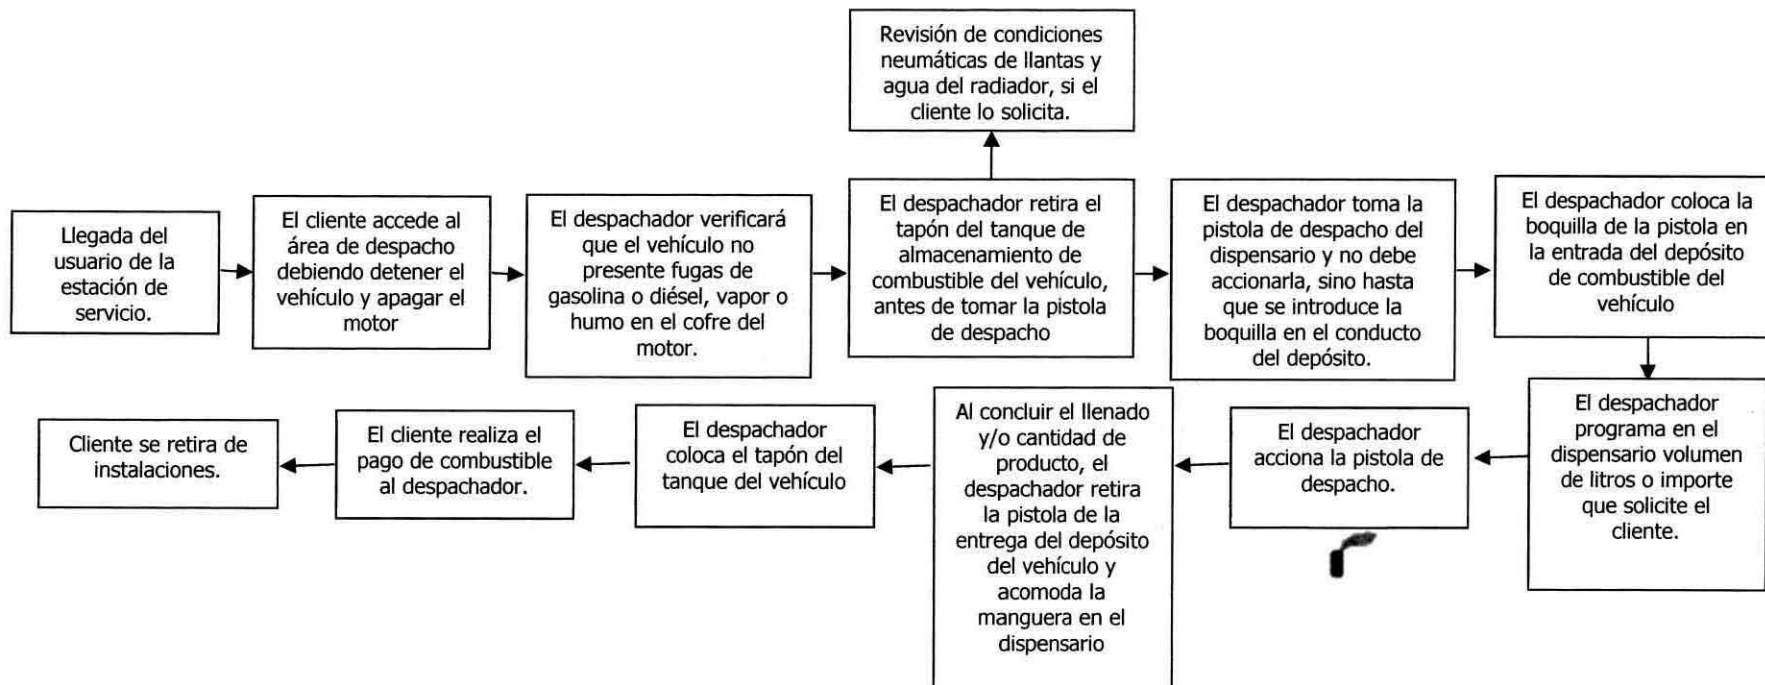 Revisión de condiciones
neumáticas de llantas y
agua del radiador, si el
cliente lo solicita.
Llegada del
usuario de la
estación de
servicio.
El cliente accede al
área de despacho
debiendo detener el
vehículo y apagar el
motor
El despachador verificará
que el vehículo no
presente fugas de
gasolina o diésel, vapor o
humo en el cofre del
motor.
El despachador retira el
tapón del tanque de
almacenamiento de
combustible del vehículo,
antes de tomar la pistola
de despacho
El despachador toma la
pistola de despacho del
dispensario y no debe
accionarla, sino hasta
que se introduce la
boquilla en el conducto
del depósito.
El despachador coloca la
boquilla de la pistola en
la entrada del depósito
de combustible del
vehículo
El despachador
programa en el
dispensario volumen
de litros o importe
que solicite el
cliente.
El despachador
acciona la pistola de
despacho.
Al concluir el llenado
y/o cantidad de
producto, el
despachador retira
la pistola de la
entrega del depósito
del vehículo y
acomoda la
manguera en el
dispensario
El despachador
coloca el tapón del
tanque del vehículo
El cliente realiza el
pago de combustible
al despachador.
Cliente se retira de
instalaciones.